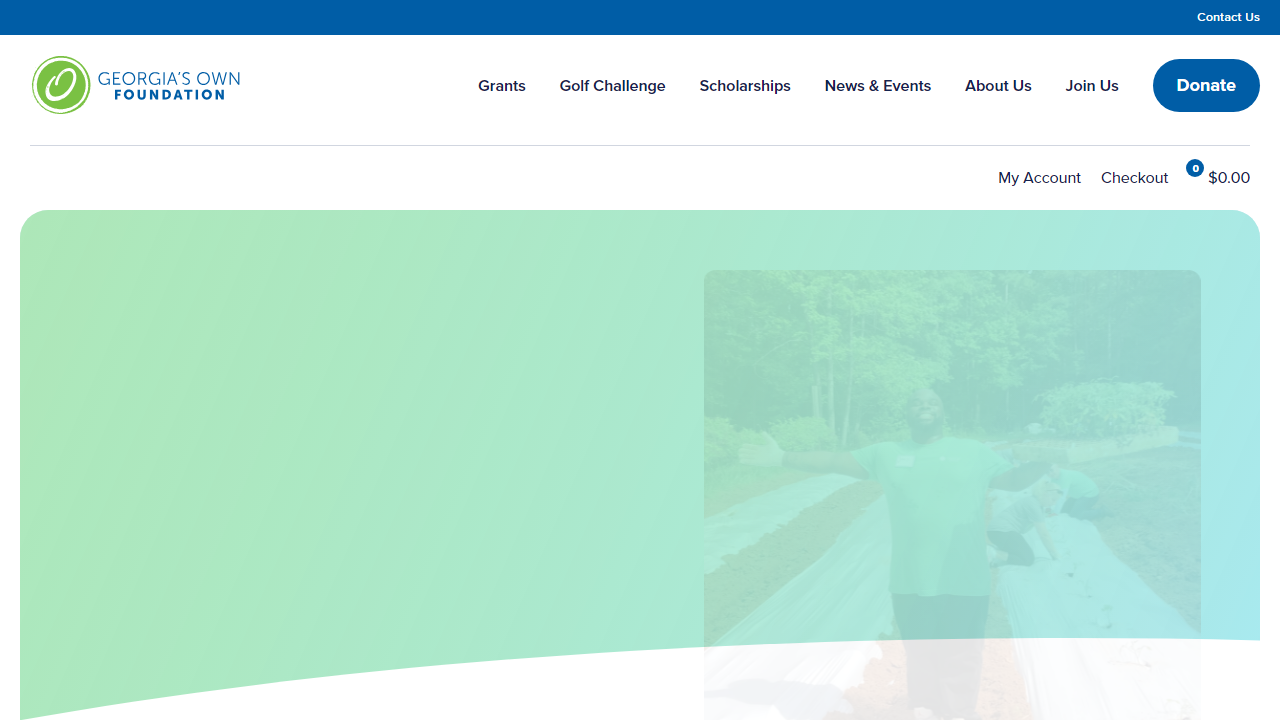 Contact Us
GEORGIA'S OWN
FOUNDATION
Grants
Golf Challenge
Scholarships
News & Events
About Us
Join Us
Donate
My Account
Checkout
0
$0.00